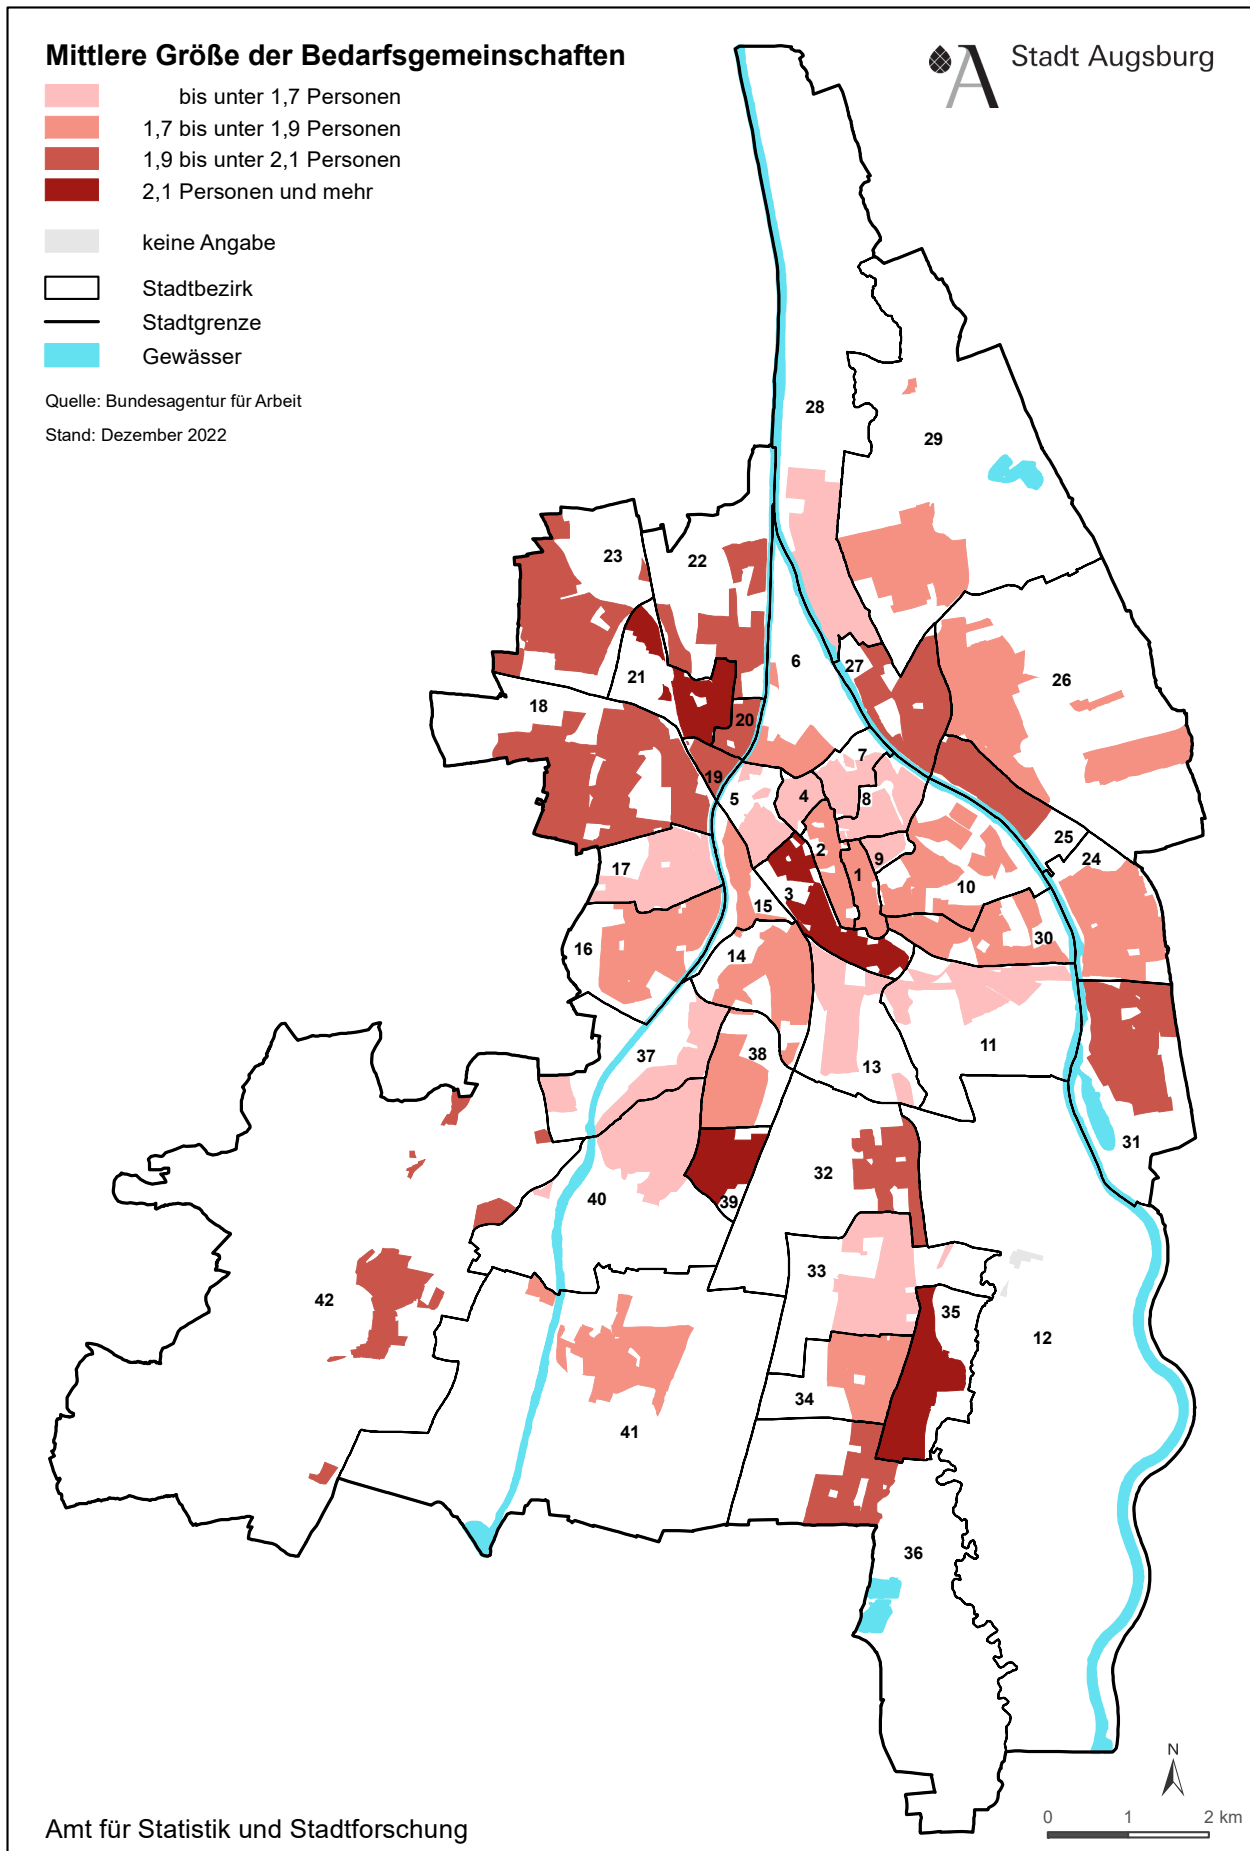 Mittlere Größe der Bedarfsgemeinschaften
bis unter 1,7 Personen
1,7 bis unter 1,9 Personen
1,9 bis unter 2,1 Personen
2,1 Personen und mehr
keine Angabe
Stadtbezirk
Stadtgrenze
Gewässer
Quelle: Bundesagentur für Arbeit
Stand: Dezember 2022
A Stadt Augsburg
28
29
23
22
6
27
26
21
18
20
7
19
5
4
8
25
2
9
24
17
1
10
3
15
30
16
14
11
37
38
13
31
32
40
39
33
42
35
12
34
41
36
N
0 1 2 km
Amt für Statistik und Stadtforschung